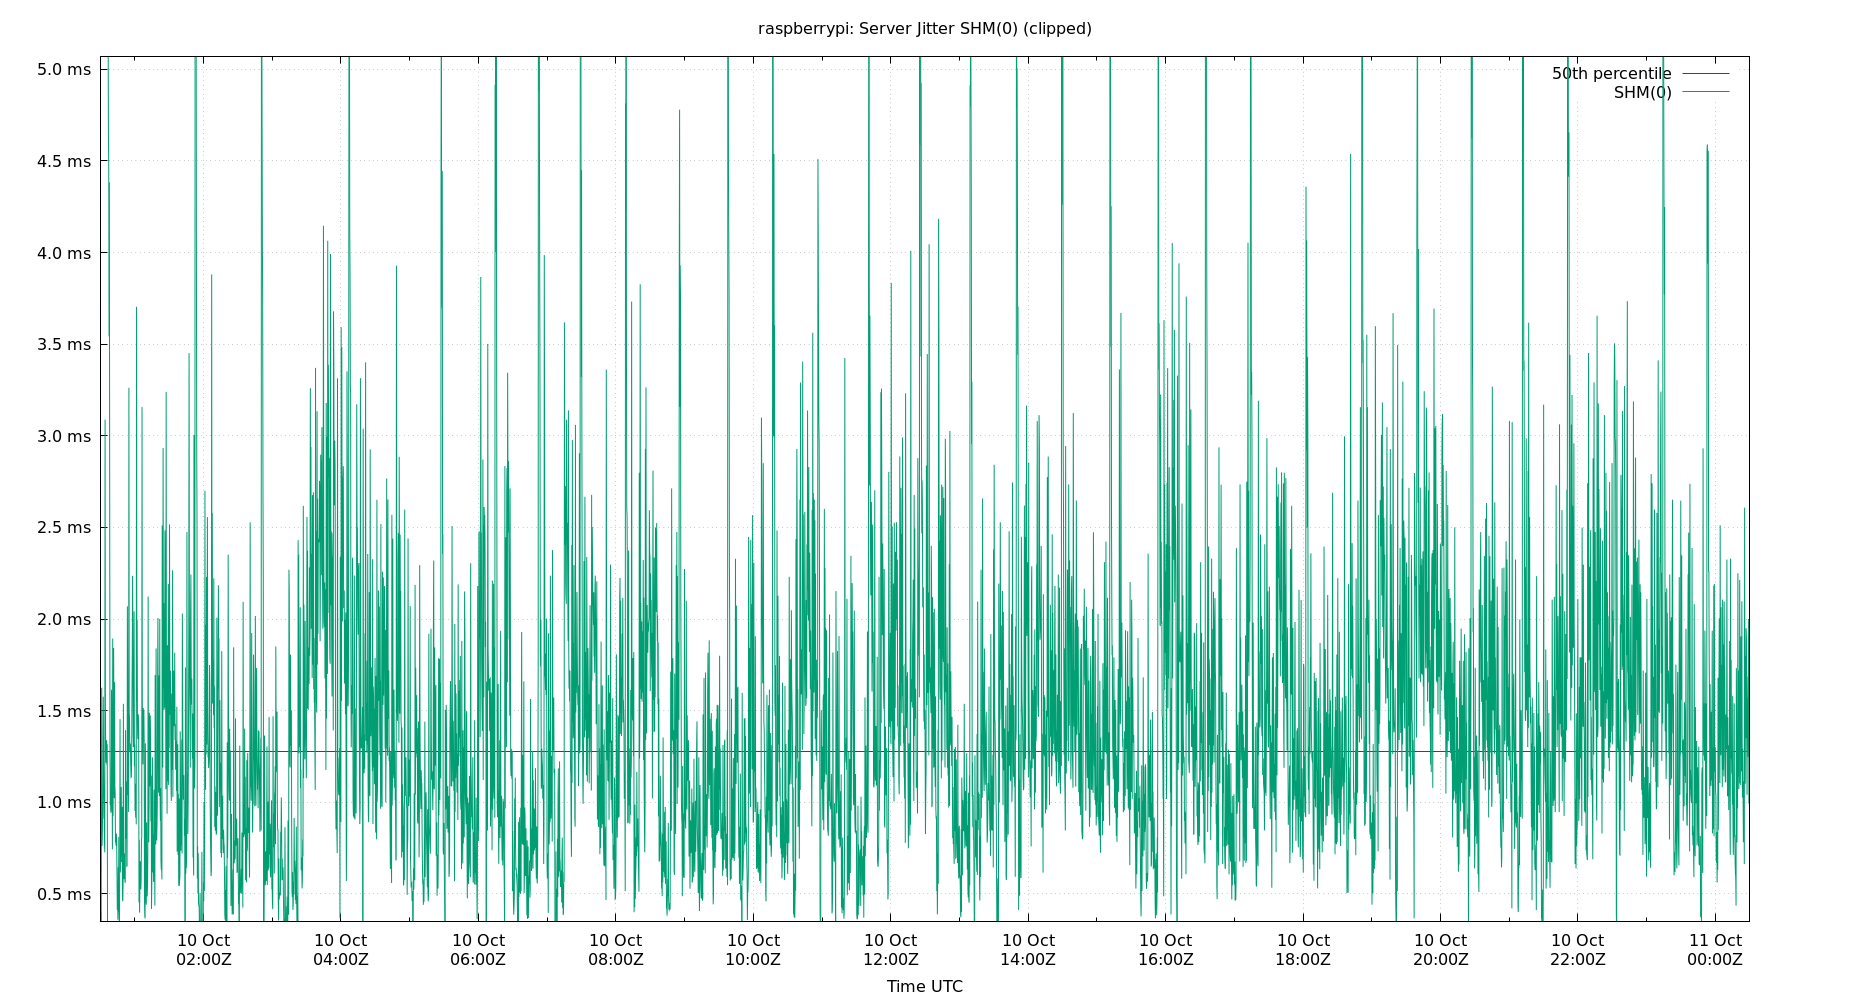 raspberrypi: Server Jitter SHM(0) (clipped)
5.0 ms
4.5 ms
4.0 ms
3.5 ms
3.0 ms
2.5 ms
2.0 ms
1.5 ms
1.0 ms
0.5 ms
50th percentile
SHM(0)
10 Oct 10 Oct 10 Oct 10 Oct 10 Oct 10 Oct 10 Oct 10 Oct 10 Oct 10 Oct 10 Oct 11 Oct
02:00Z 04:00Z 06:00Z 08:00Z 10:00Z 12:00Z 14:00Z 16:00Z 18:00Z 20:00Z 22:00Z 00:00Z
Time UTC